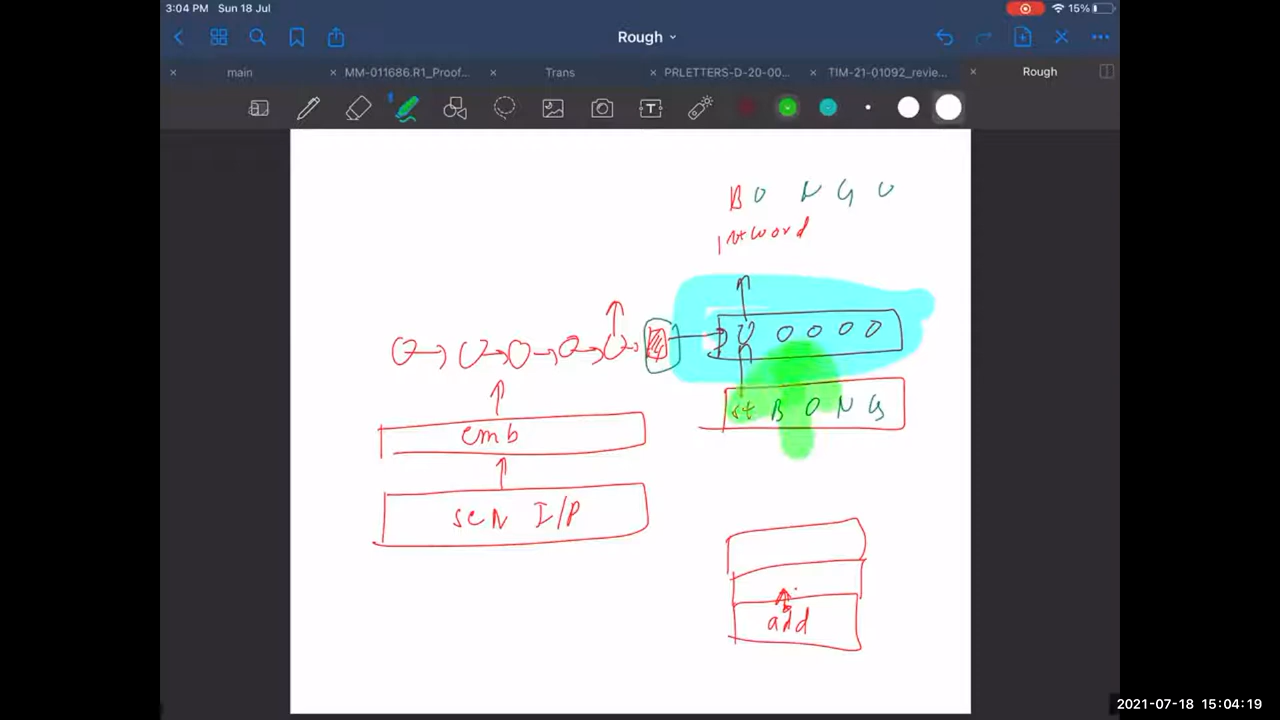 3:04 PM Sun 18 Jul
15%
Rough
main
MM-011686.R1_Proof...
Trans
PRLETTERS-D-20-00...
TIM-21-01092_revie...
Rough
B O N G O
1st word
st B O N G
emb
SEN I/P
add
2021-07-18 15:04:19